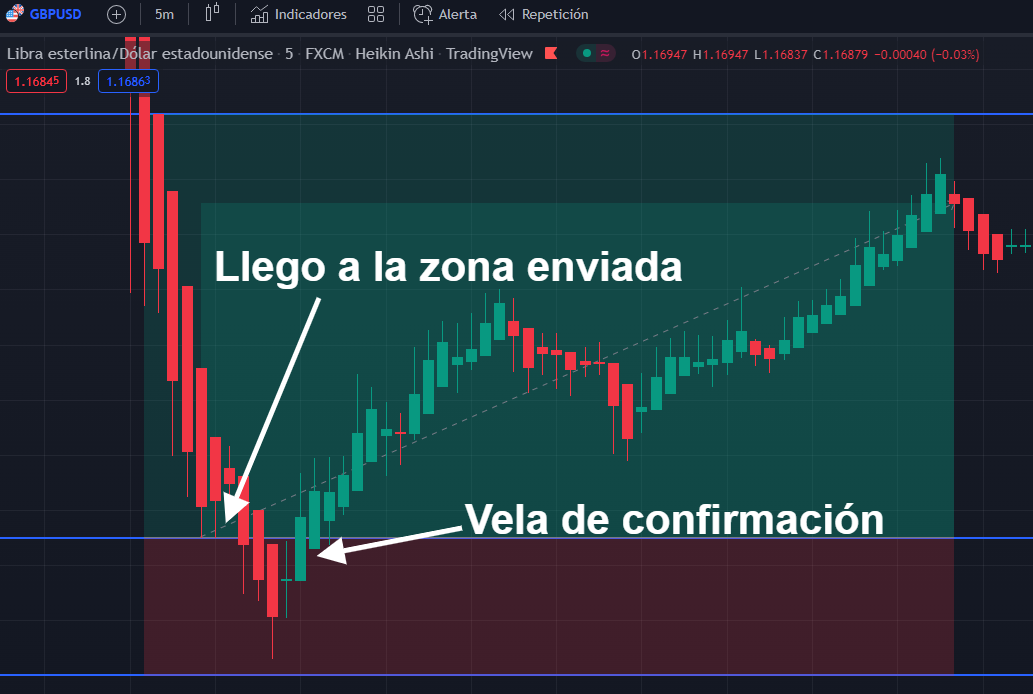 GBPUSD 5m Indicadores Alerta Repetición
Libra esterlina/Dólar estadounidense · 5 · FXCM · Heikin Ashi · TradingView O1.16947 H1.16947 L1.16837 C1.16879 −0.00040 (−0.03%)
1.16845 1.8 1.16863
Llego a la zona enviada
Vela de confirmación